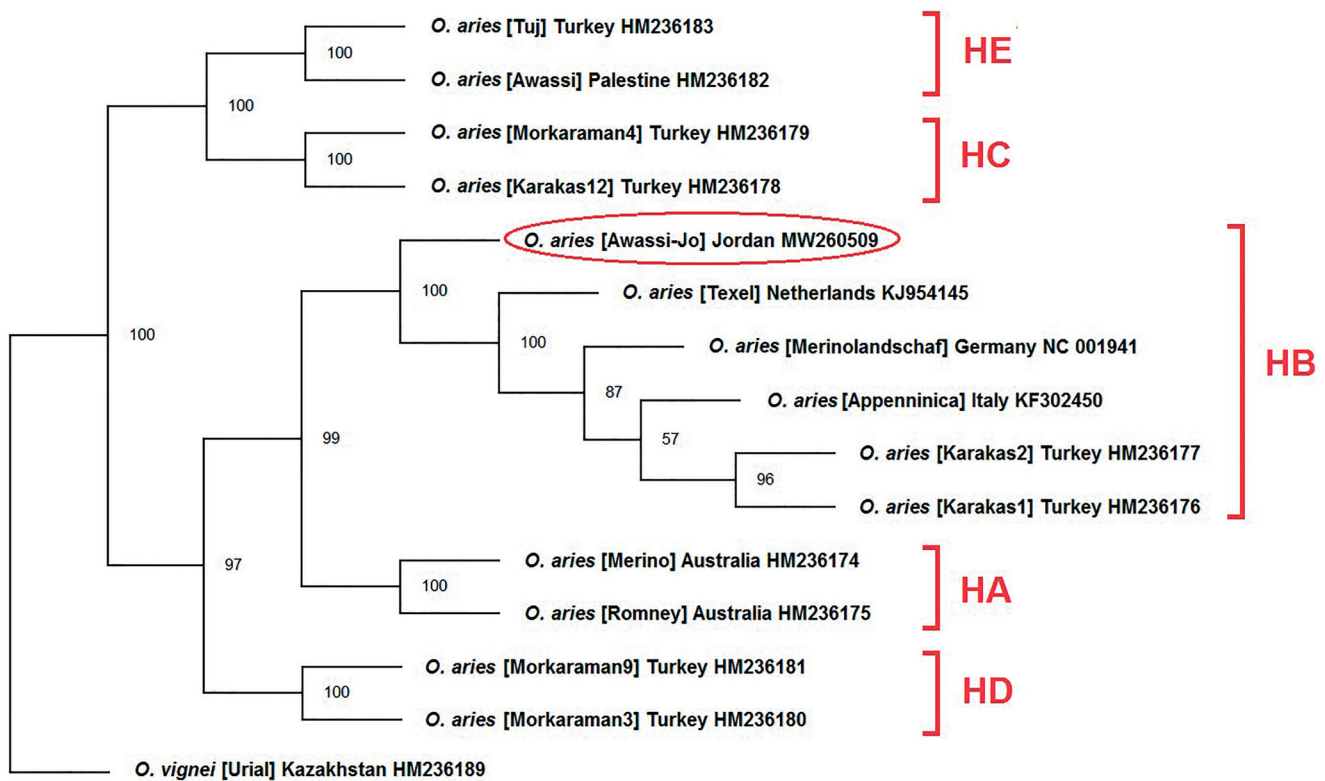 O. aries [Tuj] Turkey HM236183
100
HE
O. aries [Awassi] Palestine HM236182
100
O. aries [Morkaraman4] Turkey HM236179
100
HC
O. aries [Karakas12] Turkey HM236178
O. aries [Awassi-Jo] Jordan MW260509
100
O. aries [Texel] Netherlands KJ954145
100
100
O. aries [Merinolandschaf] Germany NC 001941
HB
87
O. aries [Appenninica] Italy KF302450
99
57
O. aries [Karakas2] Turkey HM236177
96
O. aries [Karakas1] Turkey HM236176
97
O. aries [Merino] Australia HM236174
100
HA
O. aries [Romney] Australia HM236175
O. aries [Morkaraman9] Turkey HM236181
100
HD
O. aries [Morkaraman3] Turkey HM236180
O. vignei [Urial] Kazakhstan HM236189